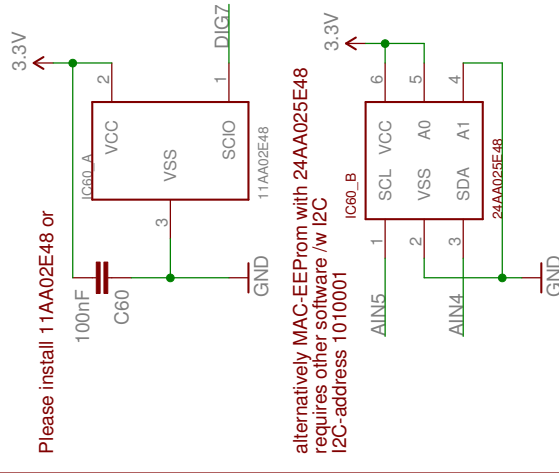 Please install 11AA02E48 or
100nF
C60
3.3V
IC60_A
2
VCC
VSS
3
SCIO
1
DIG7
11AA02E48
GND
alternatively MAC-EEProm with 24AA025E48
requires other software /w I2C
I2C-address 1010001
3.3V
IC60_B
AIN5
1
SCL
VCC
6
2
VSS
A0
5
AIN4
3
SDA
A1
4
24AA025E48
GND